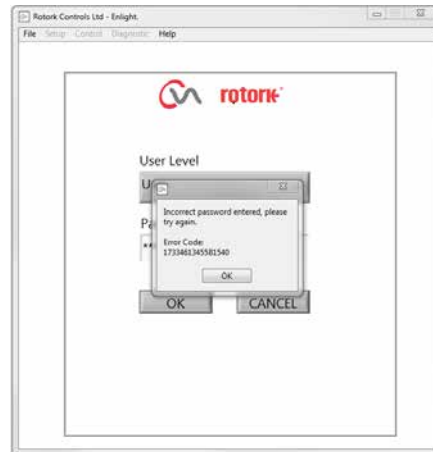 Rotork Controls Ltd - Enlight.
File Setup Control Diagnostic Help
rotork
User Level
U
Incorrect password entered, please
try again.
Pa
Error Code:
**
1733461345581540
OK
OK CANCEL